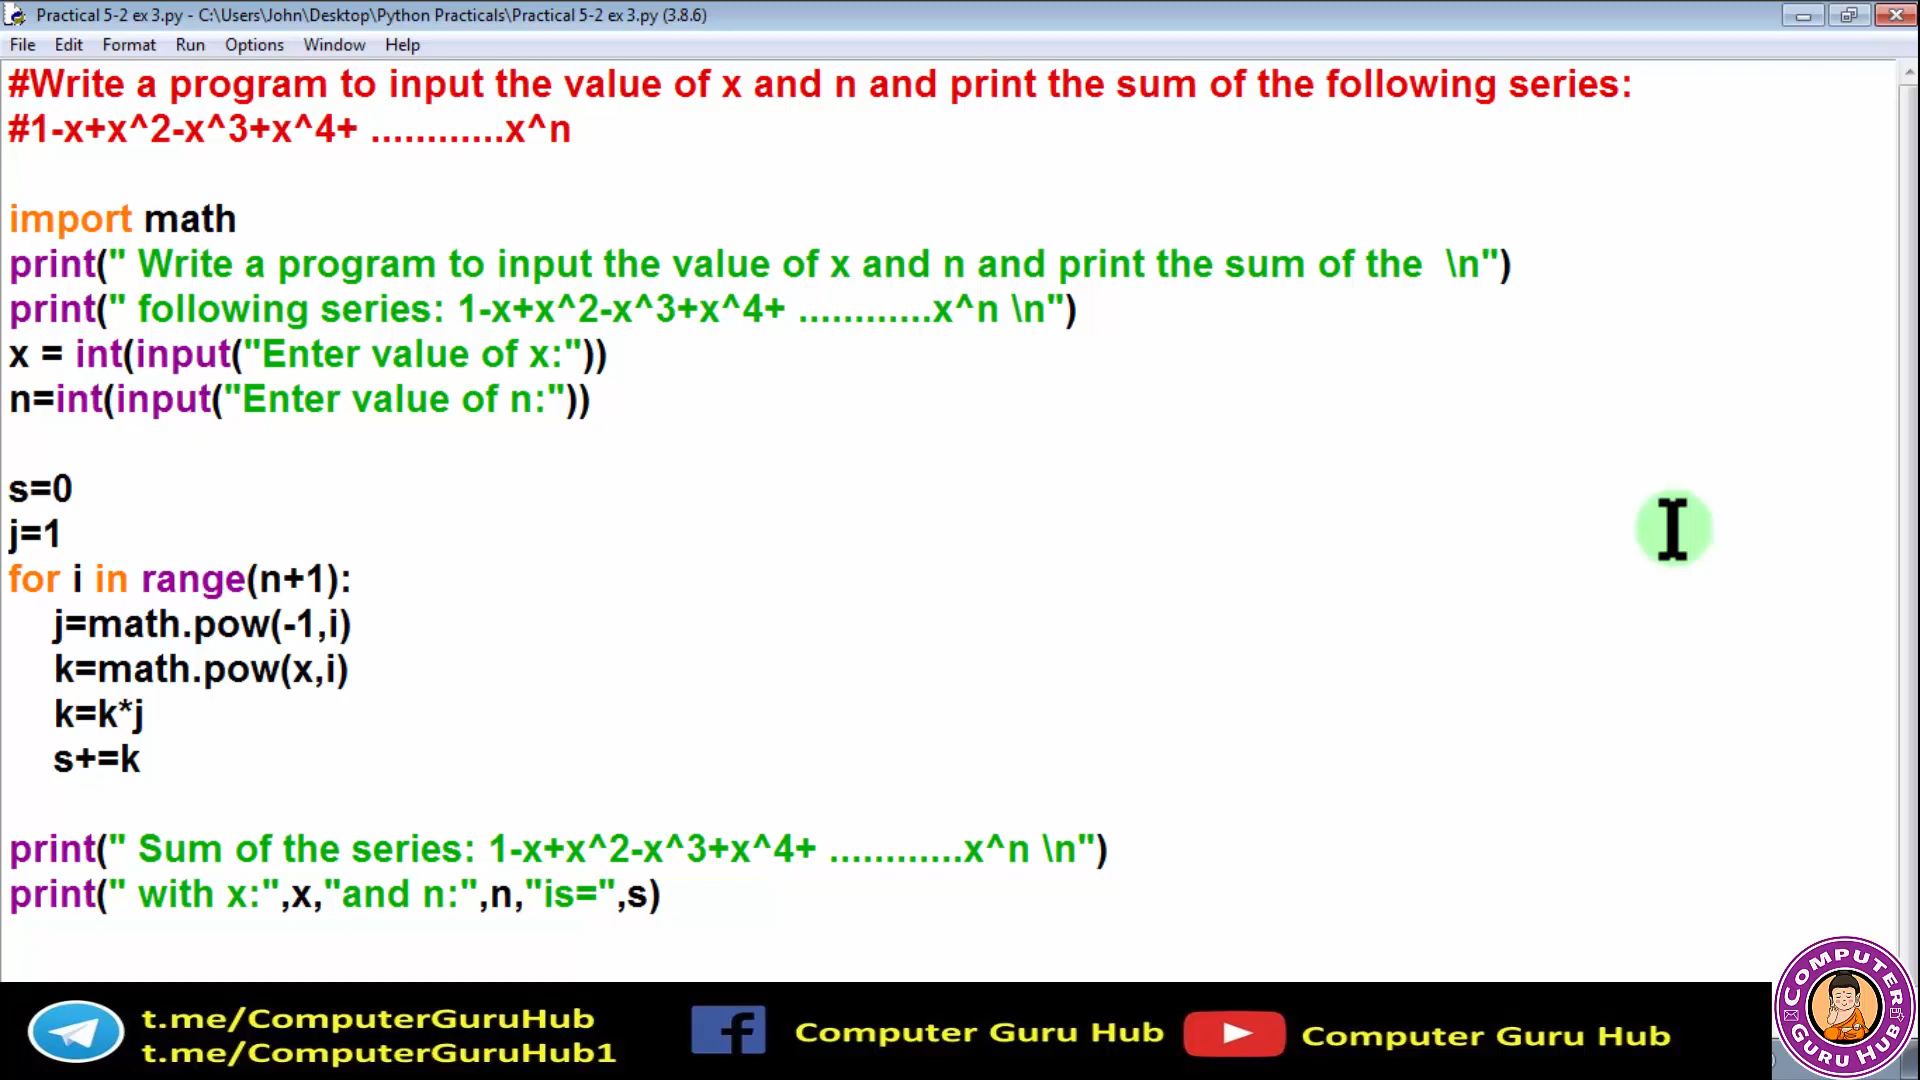 Practical 5-2 ex 3.py - C:\Users\John\Desktop\Python Practicals\Practical 5-2 ex 3.py (3.8.6)
File Edit Format Run Options Window Help
#Write a program to input the value of x and n and print the sum of the following series:
#1-x+x^2-x^3+x^4+ ............x^n
import math
print(" Write a program to input the value of x and n and print the sum of the  \n")
print(" following series: 1-x+x^2-x^3+x^4+ ............x^n \n")
x = int(input("Enter value of x:"))
n=int(input("Enter value of n:"))
s=0
j=1
for i in range(n+1):
    j=math.pow(-1,i)
    k=math.pow(x,i)
    k=k*j
    s+=k
print(" Sum of the series: 1-x+x^2-x^3+x^4+ ............x^n \n")
print(" with x:",x,"and n:",n,"is=",s)
t.me/ComputerGuruHub
t.me/ComputerGuruHub1
Computer Guru Hub
Computer Guru Hub
COMPUTER
GURU HUB